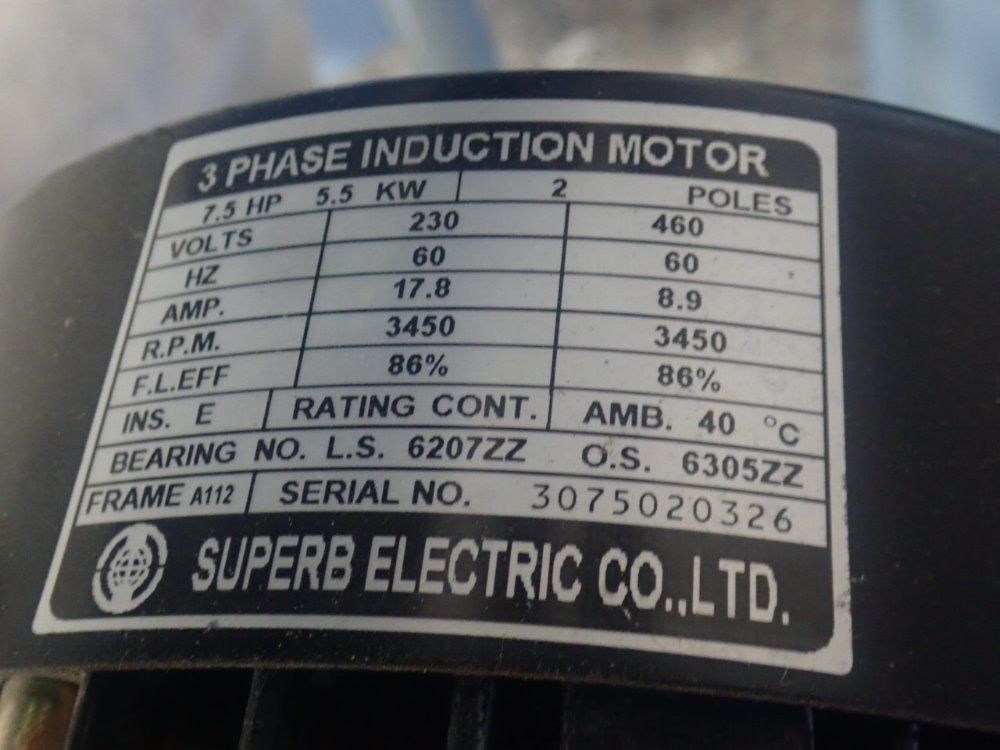 3 PHASE INDUCTION MOTOR
7.5 HP 5.5 KW 2 POLES
VOLTS 230 460
HZ 60 60
AMP. 17.8 8.9
R.P.M. 3450 3450
F.L.EFF 86% 86%
INS. E RATING CONT. AMB. 40 °C
BEARING NO. L.S. 6207ZZ O.S. 6305ZZ
FRAME A112 SERIAL NO. 3075020326
SUPERB ELECTRIC CO.,LTD.